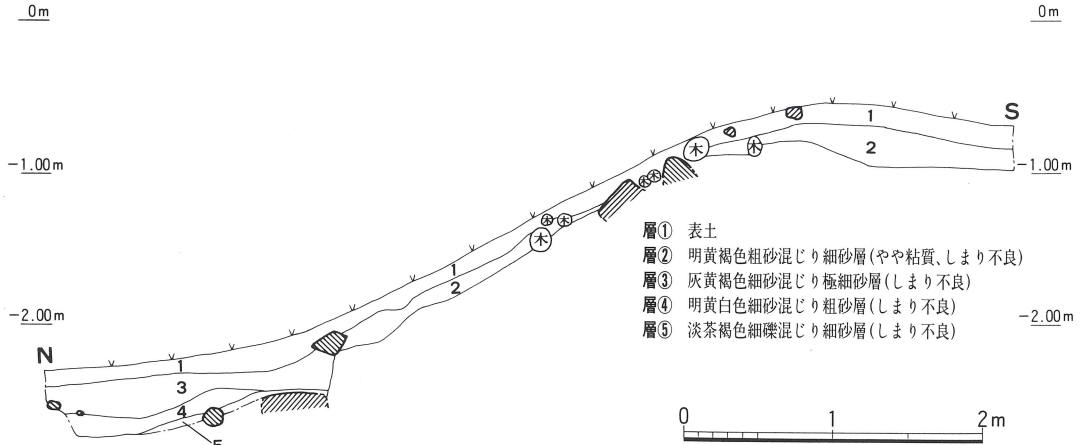 0m
0m
S
1
2
木
木
-1.00m
-1.00m
木
木
木
木
木
層① 表土
層② 明黄褐色粗砂混じり細砂層(やや粘質、しまり不良)
層③ 灰黄褐色細砂混じり極細砂層(しまり不良)
層④ 明黄白色細砂混じり粗砂層(しまり不良)
層⑤ 淡茶褐色細礫混じり細砂層(しまり不良)
1
2
-2.00m
-2.00m
N
1
3
4
5
0 1 2m